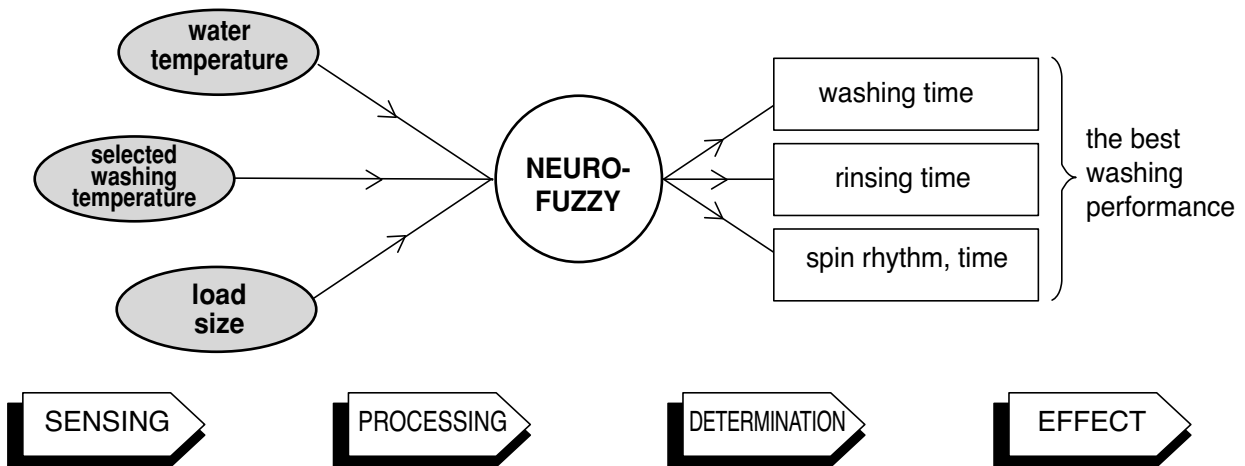 water
temperature
selected
washing
temperature
load
size
NEURO-
FUZZY
washing time
rinsing time
spin rhythm, time
the best
washing
performance
SENSING
PROCESSING
DETERMINATION
EFFECT